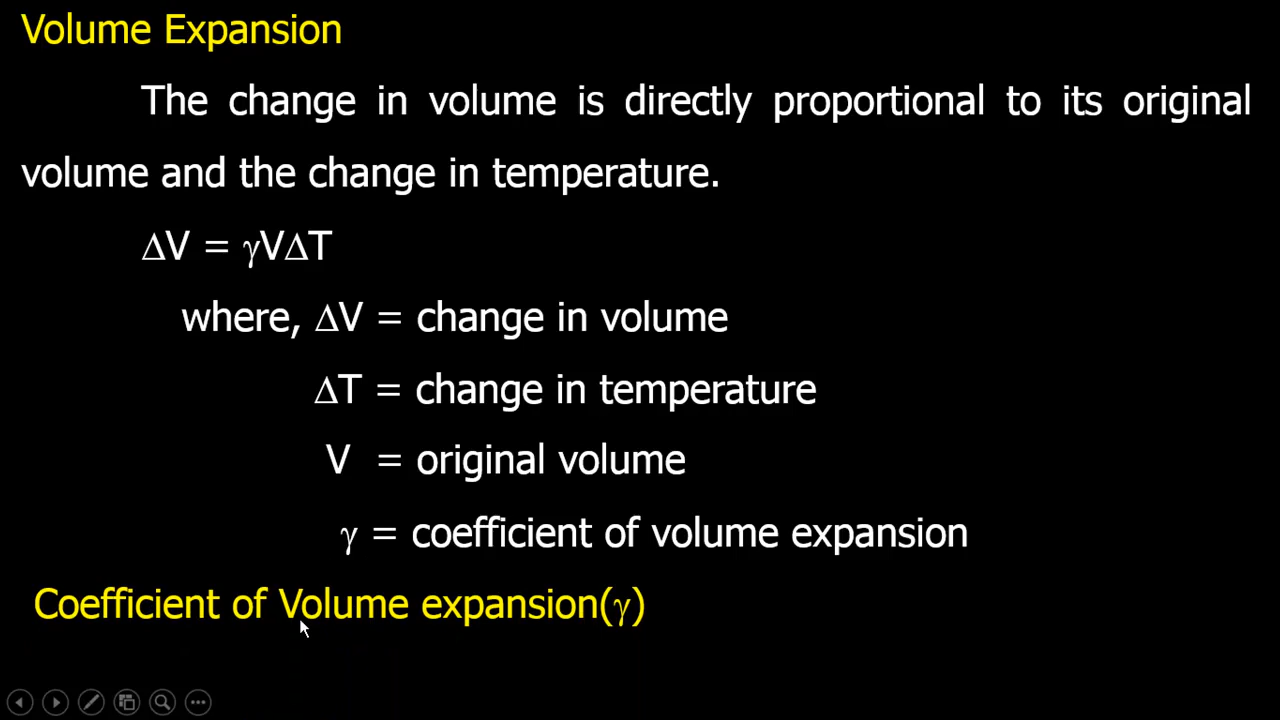 Volume Expansion
The change in volume is directly proportional to its original
volume and the change in temperature.
ΔV = γVΔT
where, ΔV = change in volume
ΔT = change in temperature
V = original volume
γ = coefficient of volume expansion
Coefficient of Volume expansion(γ)